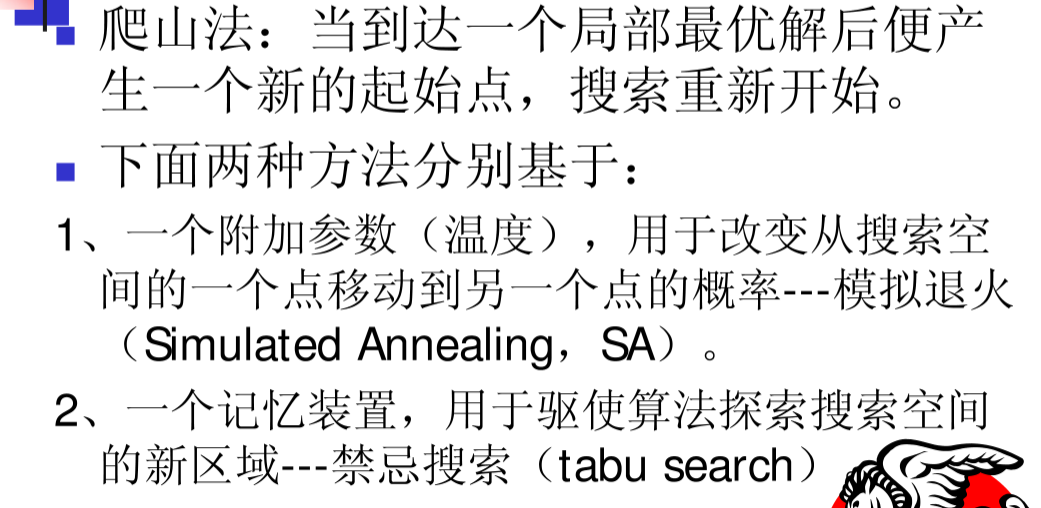 爬山法：当到达一个局部最优解后便产
生一个新的起始点，搜索重新开始。
下面两种方法分别基于：
1、一个附加参数（温度），用于改变从搜索空
间的一个点移动到另一个点的概率---模拟退火
（Simulated Annealing，SA）。
2、一个记忆装置，用于驱使算法探索搜索空间
的新区域---禁忌搜索（tabu search）